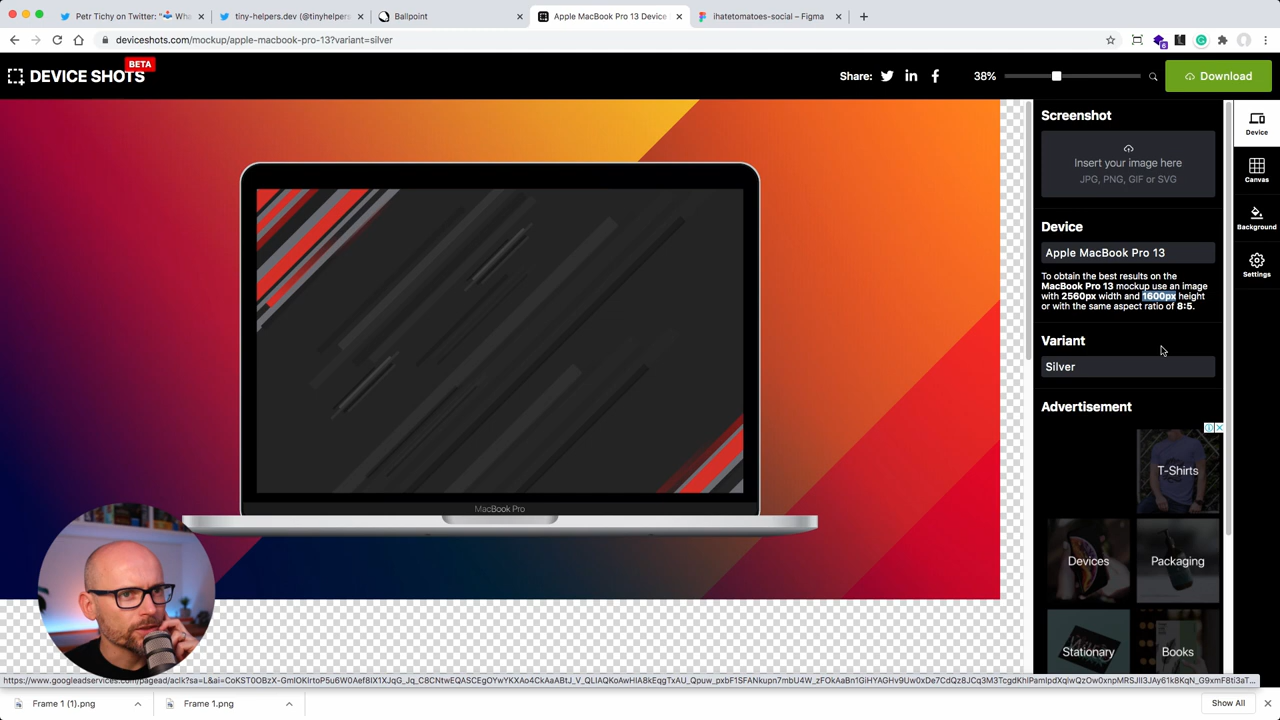 Petr Tichy on Twitter: "📥 Wha
tiny-helpers.dev (@tinyhelpers
Ballpoint
Apple MacBook Pro 13 Device
ihatetomatoes-social – Figma
deviceshots.com/mockup/apple-macbook-pro-13?variant=silver
DEVICE SHOTS
BETA
Share:
38%
Download
Screenshot
Insert your image here
JPG, PNG, GIF or SVG
Device
Apple MacBook Pro 13
To obtain the best results on the
MacBook Pro 13 mockup use an image
with 2560px width and 1600px height
or with the same aspect ratio of 8:5.
Variant
Silver
Advertisement
T-Shirts
Devices
Packaging
Stationary
Books
Device
Canvas
Background
Settings
MacBook Pro
Frame 1 (1).png
Frame 1.png
Show All